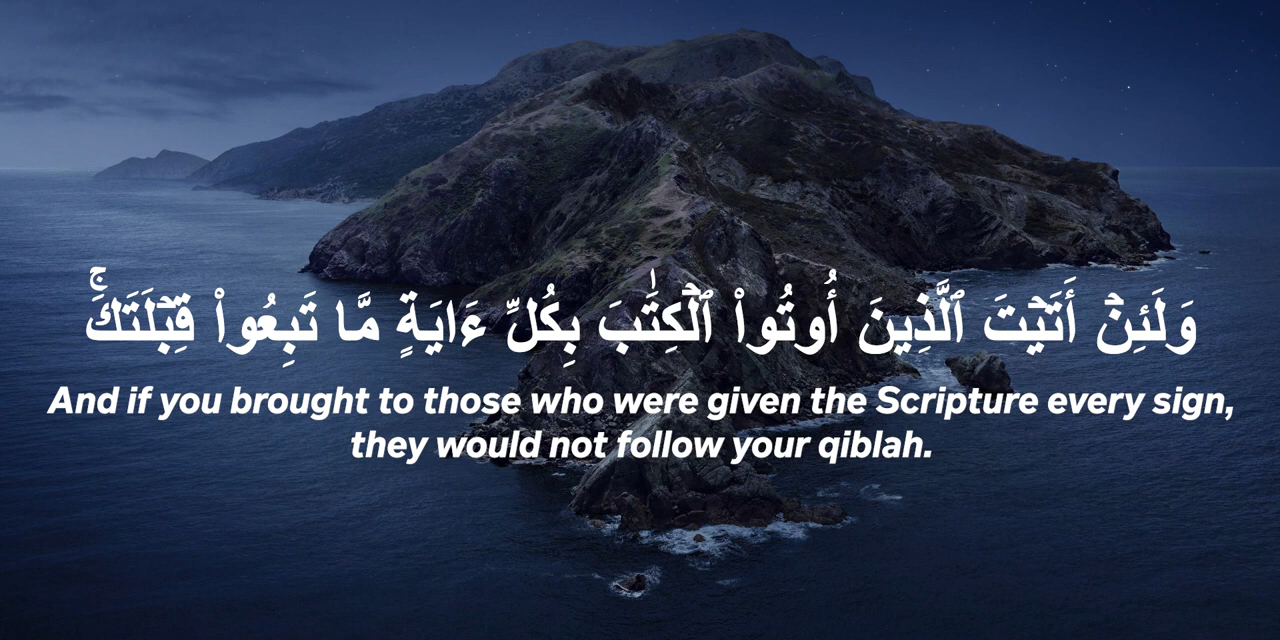 وَلَئِنۡ أَتَيۡتَ ٱلَّذِينَ أُوتُواْ ٱلۡكِتَٰبَ بِكُلِّ ءَايَةٖ مَّا تَبِعُواْ قِبۡلَتَكَۚ
And if you brought to those who were given the Scripture every sign,
they would not follow your qiblah.